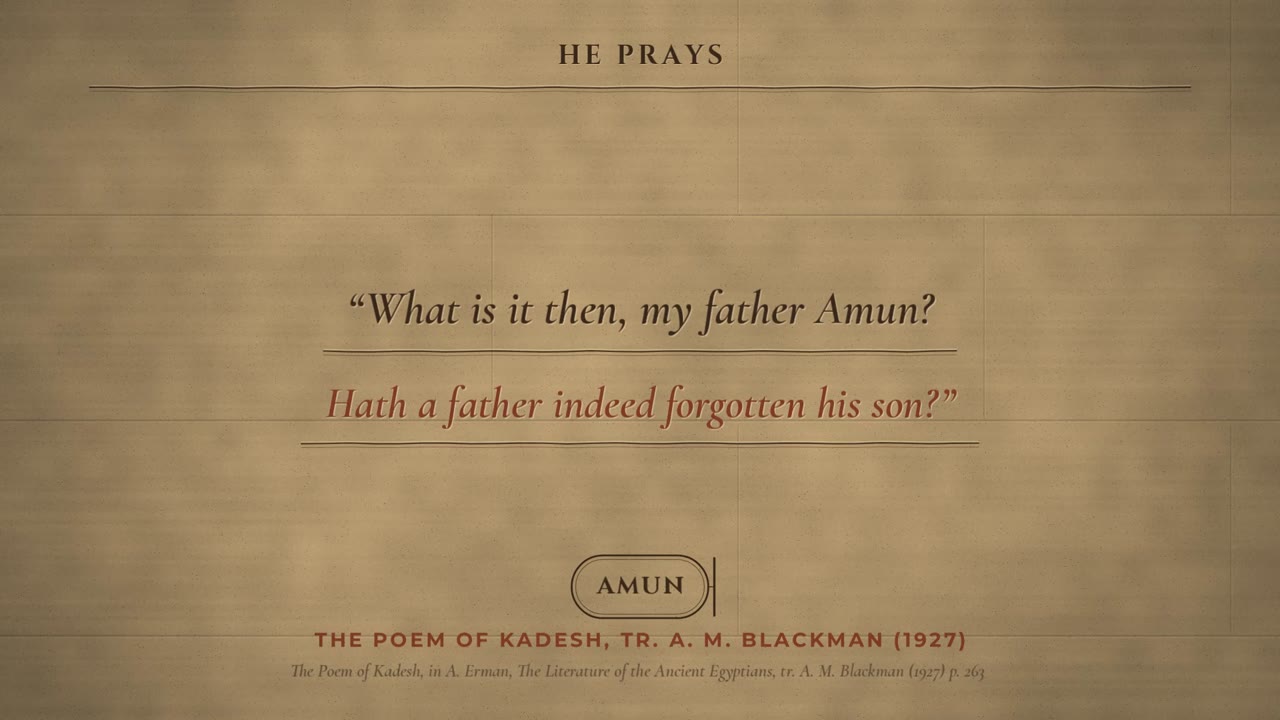 HE PRAYS
“What is it then, my father Amun?
Hath a father indeed forgotten his son?”
AMUN
THE POEM OF KADESH, TR. A. M. BLACKMAN (1927)
The Poem of Kadesh, in A. Erman, The Literature of the Ancient Egyptians, tr. A. M. Blackman (1927) p. 263